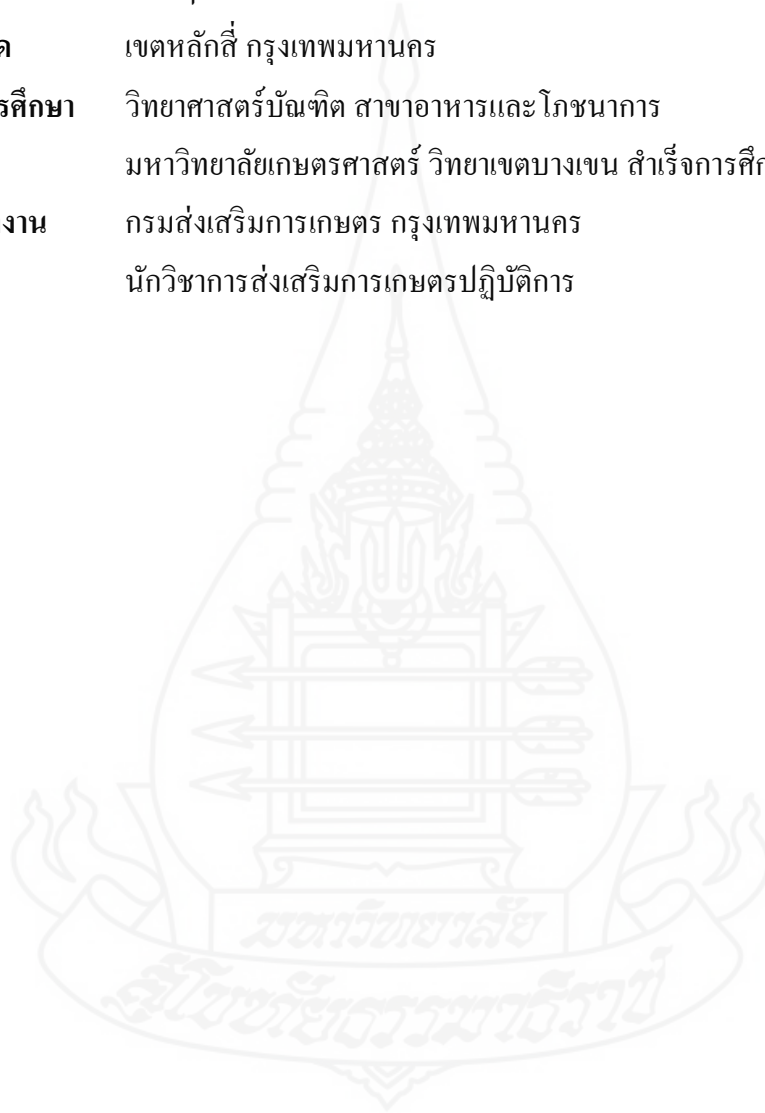 เขตหลักสี่ กรุงเทพมหานคร
วิทยาศาสตร์บัณฑิต สาขาอาหารและโภชนาการ
มหาวิทยาลัยเกษตรศาสตร์ วิทยาเขตบางเขน
สำเร็จการศึก
งาน กรมส่งเสริมการเกษตร กรุงเทพมหานคร
นักวิชาการส่งเสริมการเกษตรปฏิบัติการ
มหาวิทยาลัย
สุโขทัยธรรมาธิราช